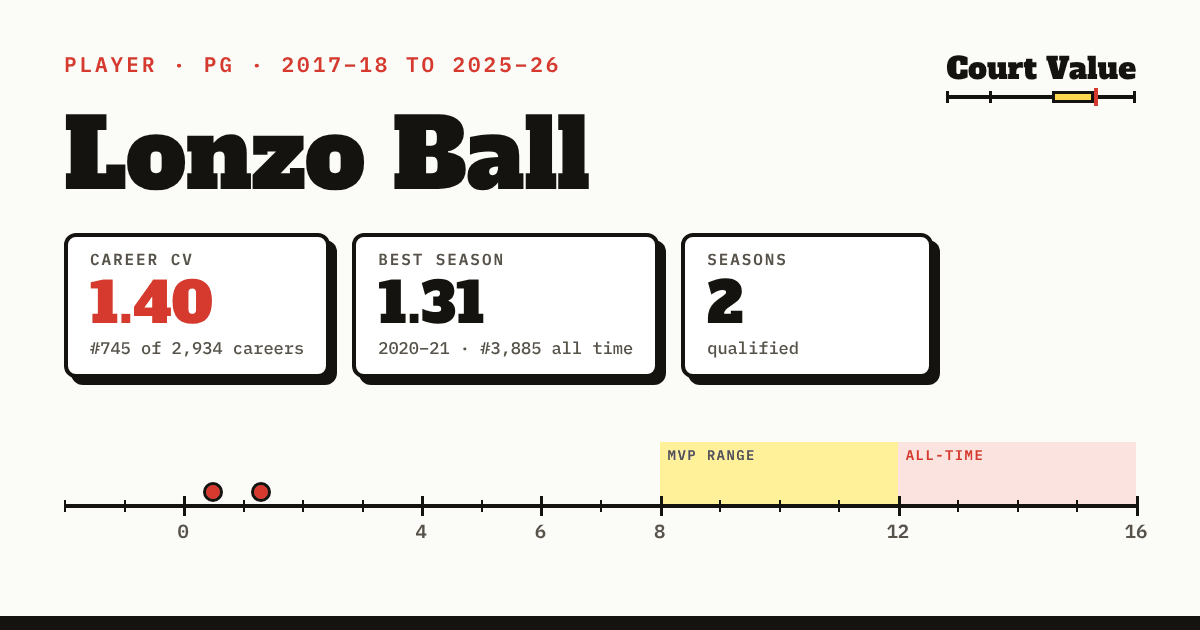 PLAYER · PG · 2017–18 TO 2025–26
Court Value
Lonzo Ball
CAREER CV
1.40
#745 of 2,934 careers
BEST SEASON
1.31
2020–21 · #3,885 all time
SEASONS
2
qualified
MVP RANGE
ALL-TIME
0 4 6 8 12 16